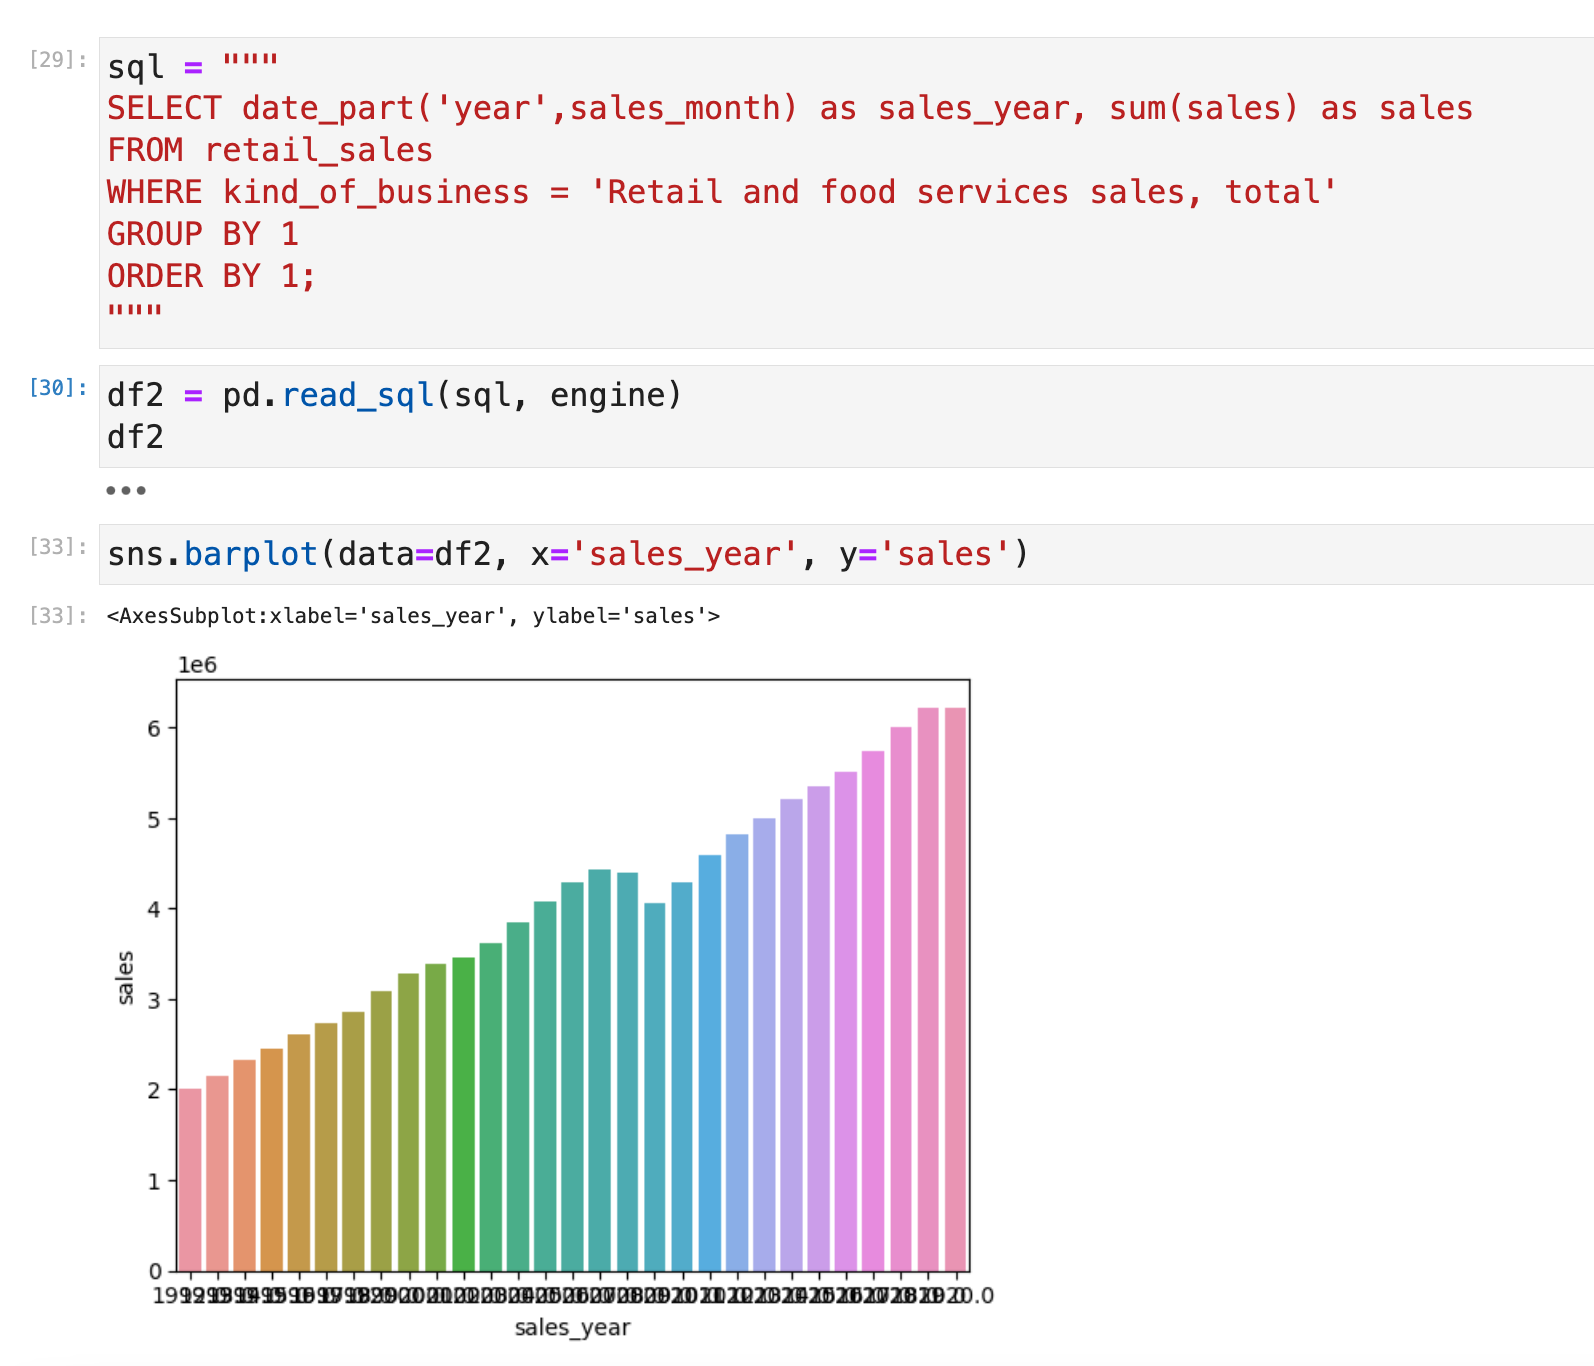 [29]:
sql = """
SELECT date_part('year',sales_month) as sales_year, sum(sales) as sales
FROM retail_sales
WHERE kind_of_business = 'Retail and food services sales, total'
GROUP BY 1
ORDER BY 1;
"""
[30]:
df2 = pd.read_sql(sql, engine)
df2
•••
[33]:
sns.barplot(data=df2, x='sales_year', y='sales')
[33]:
<AxesSubplot:xlabel='sales_year', ylabel='sales'>
1e6
6
5
4
3
2
1
0
sales
sales_year